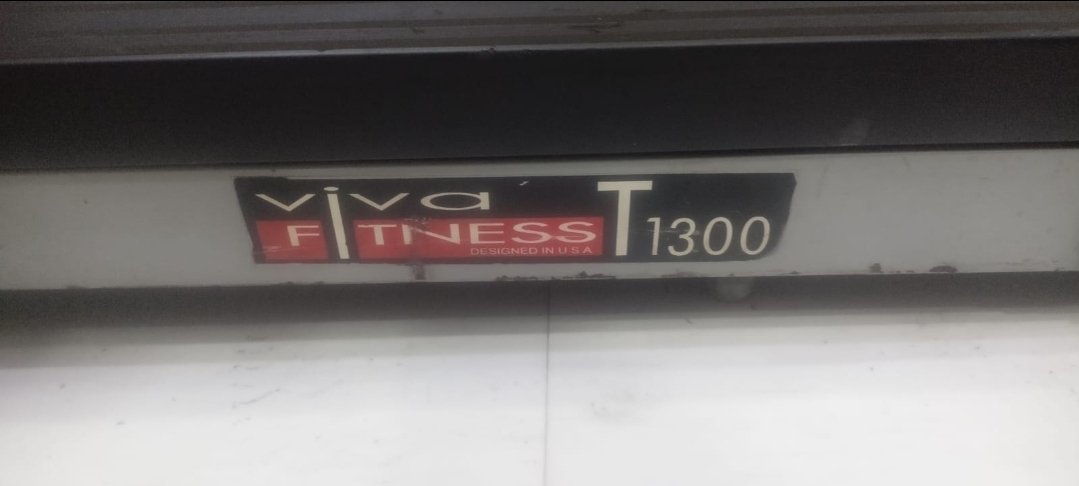 viva
FiTNESS
DESIGNED IN U.S.A
T1300